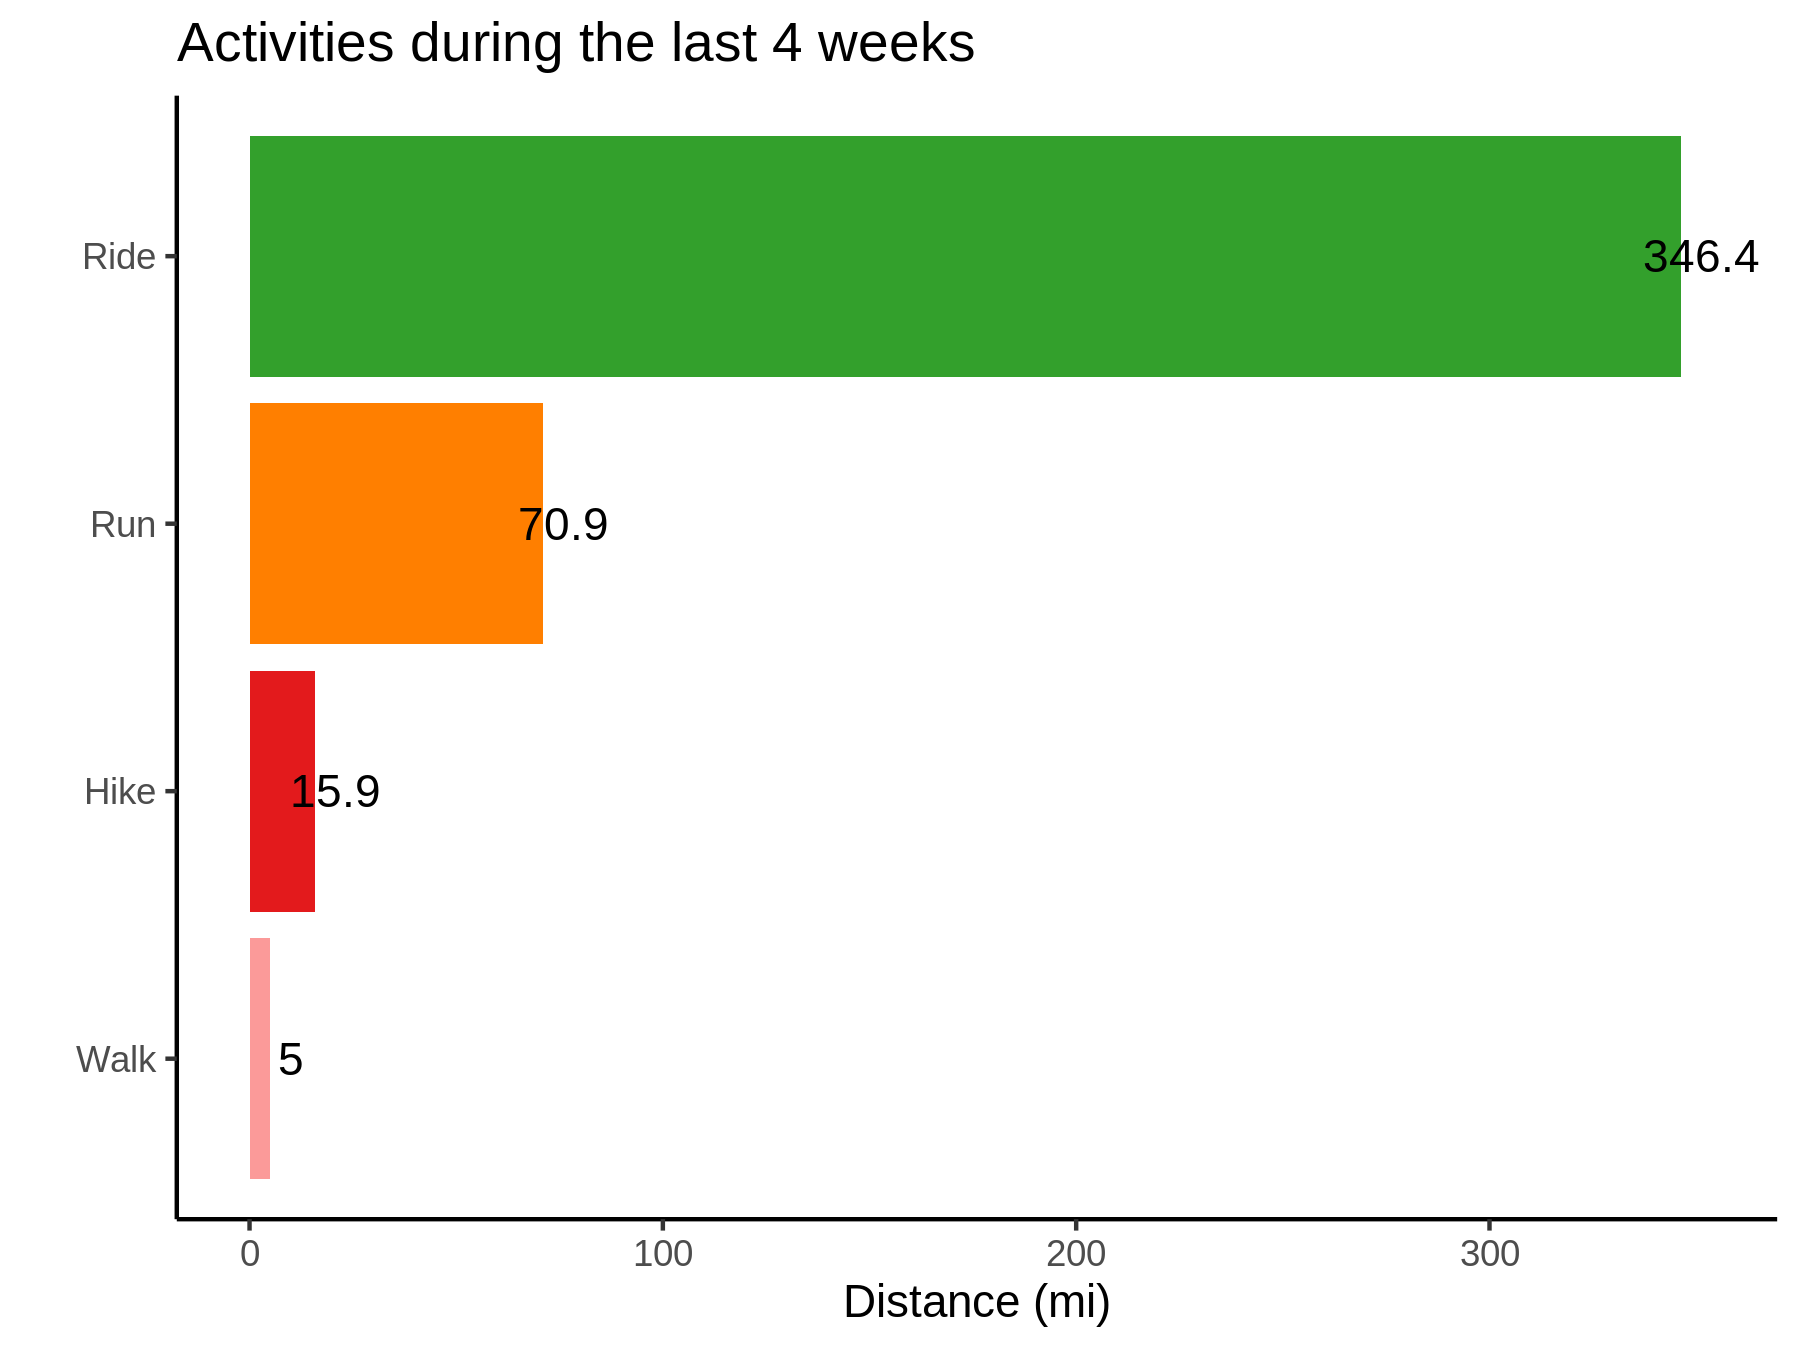 Activities during the last 4 weeks
Ride
346.4
Run
70.9
Hike
15.9
Walk
5
0 100 200 300
Distance (mi)